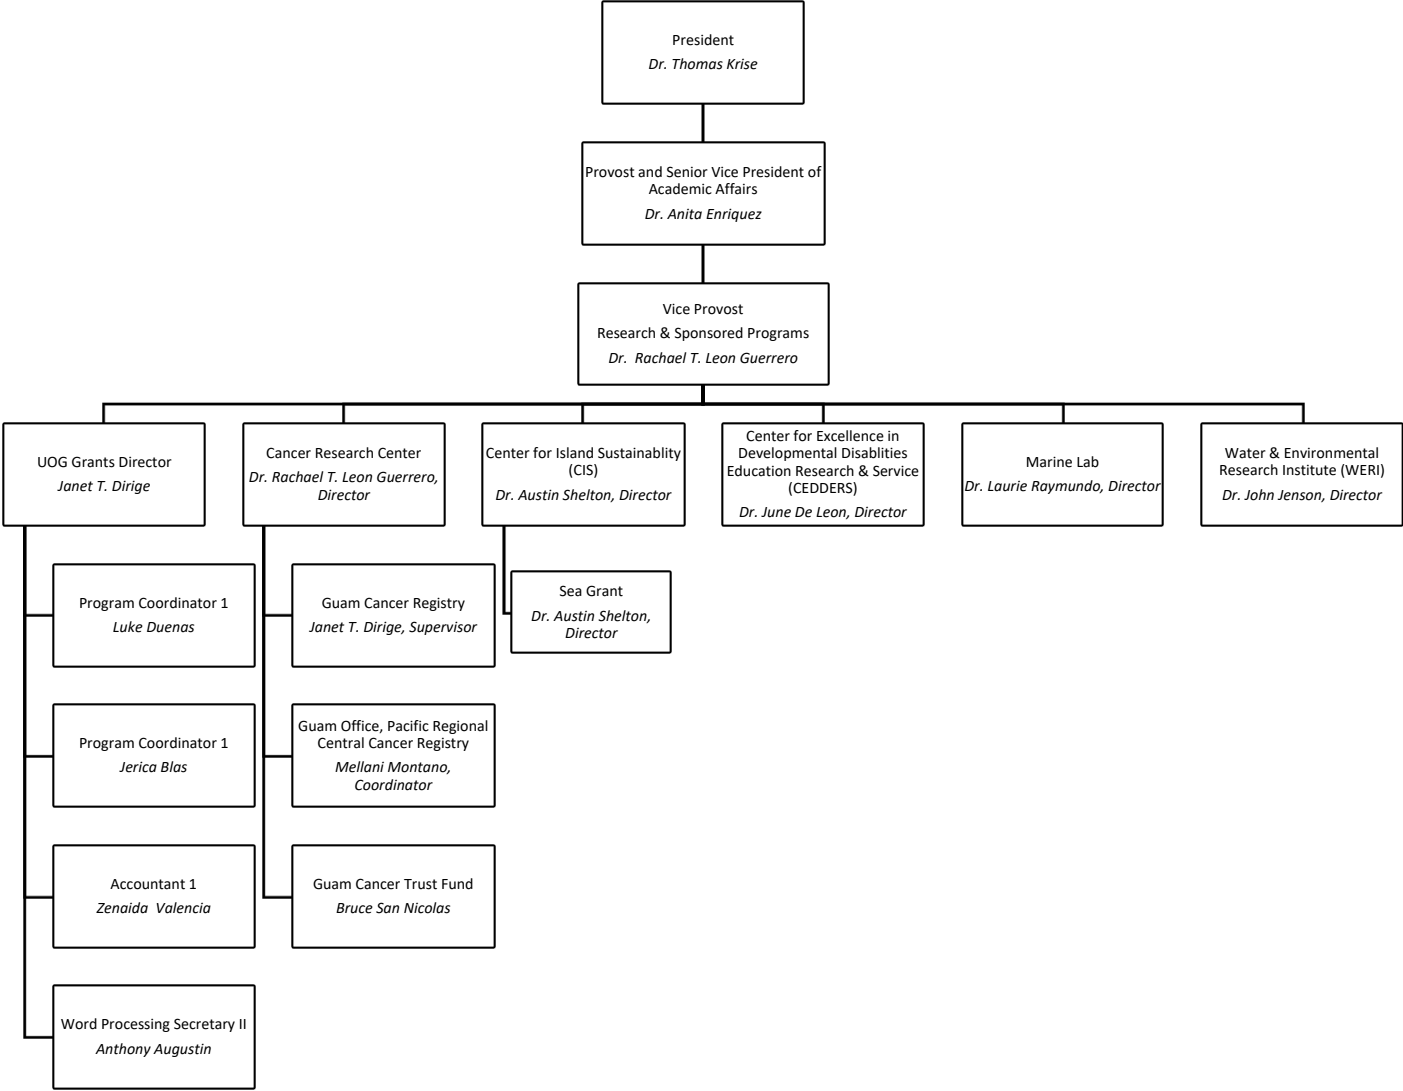 President
Dr. Thomas Krise
Provost and Senior Vice President of
Academic Affairs
Dr. Anita Enriquez
Vice Provost
Research & Sponsored Programs
Dr.  Rachael T. Leon Guerrero
UOG Grants Director
Janet T. Dirige
Cancer Research Center
Dr. Rachael T. Leon Guerrero,
Director
Center for Island Sustainablity
(CIS)
Dr. Austin Shelton, Director
Center for Excellence in
Developmental Disablities
Education Research & Service
(CEDDERS)
Dr. June De Leon, Director
Marine Lab
Dr. Laurie Raymundo, Director
Water & Environmental
Research Institute (WERI)
Dr. John Jenson, Director
Program Coordinator 1
Luke Duenas
Program Coordinator 1
Jerica Blas
Accountant 1
Zenaida  Valencia
Word Processing Secretary II
Anthony Augustin
Guam Cancer Registry
Janet T. Dirige, Supervisor
Guam Office, Pacific Regional
Central Cancer Registry
Mellani Montano,
Coordinator
Guam Cancer Trust Fund
Bruce San Nicolas
Sea Grant
Dr. Austin Shelton,
Director